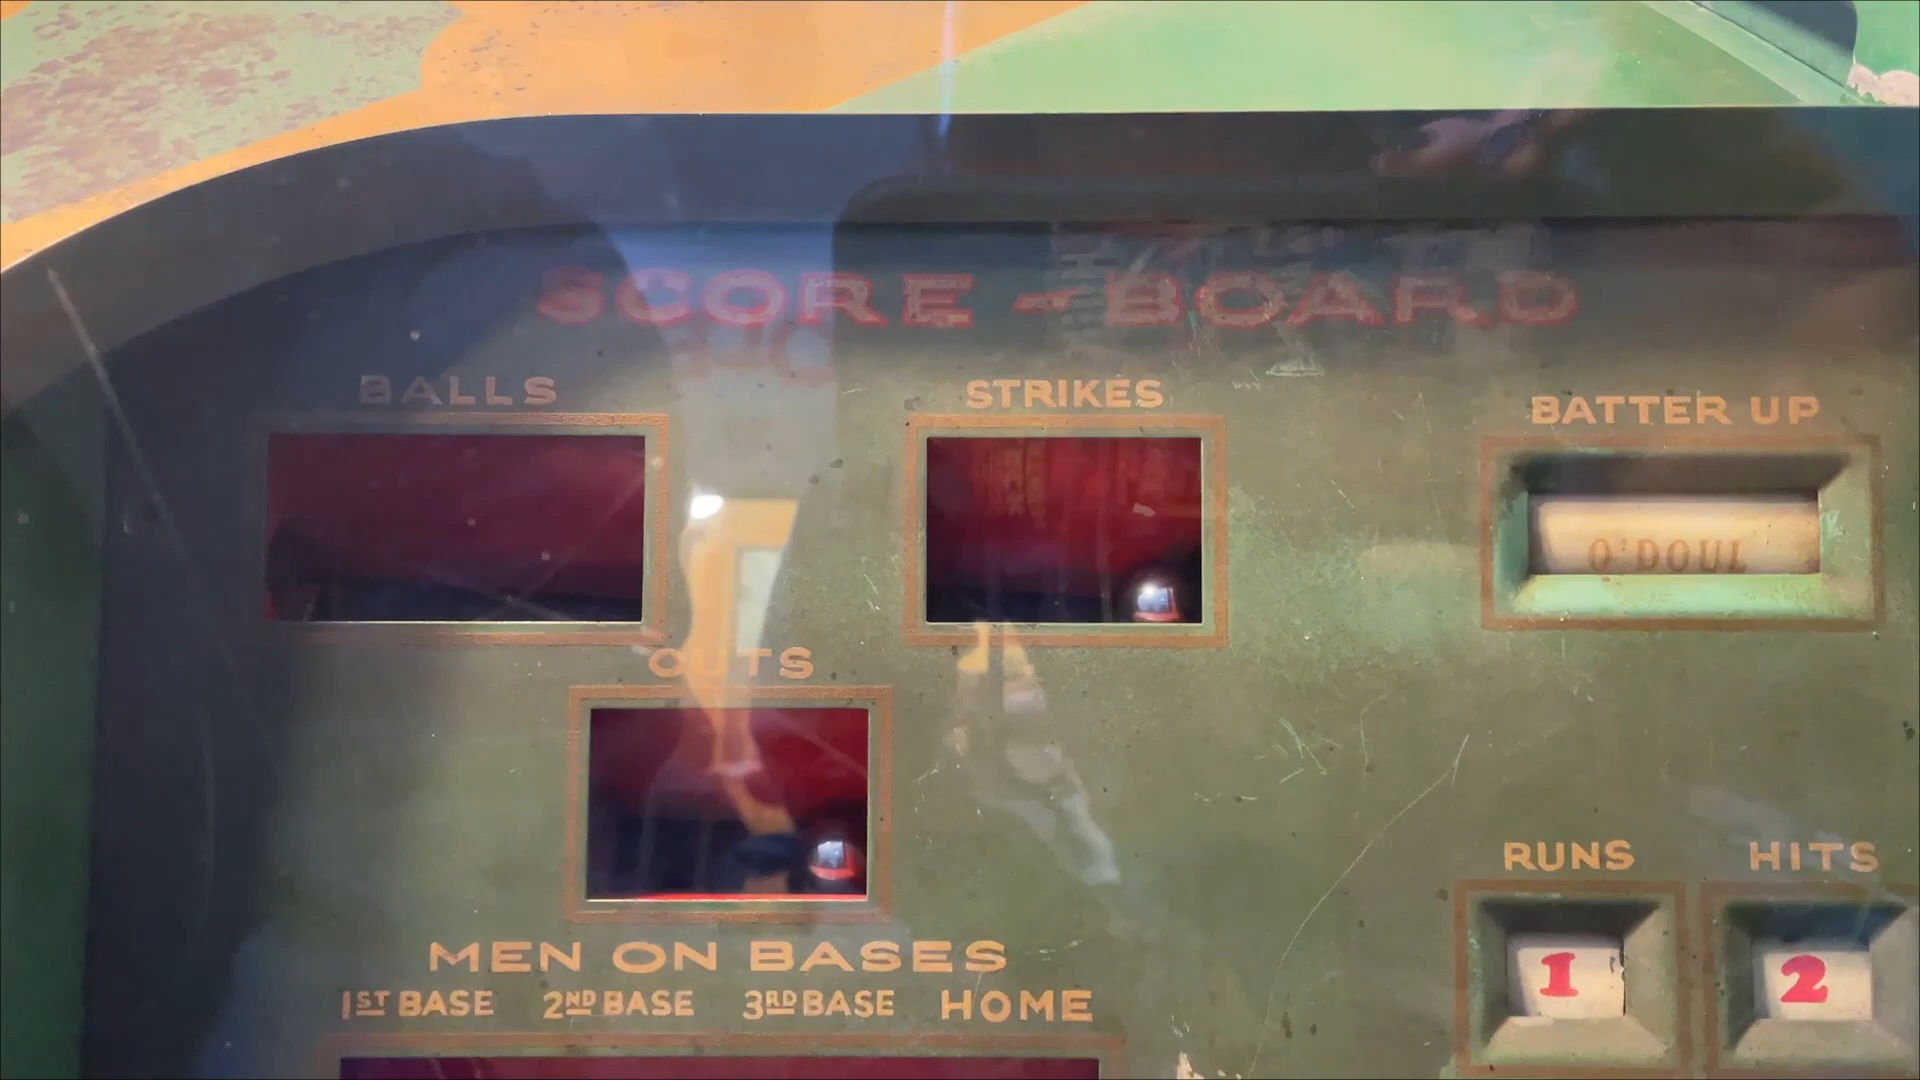 SCORE-BOARD
BALLS
STRIKES
BATTER UP
O'DOUL
OUTS
RUNS
HITS
1
2
MEN ON BASES
1ST BASE 2ND BASE 3RD BASE HOME